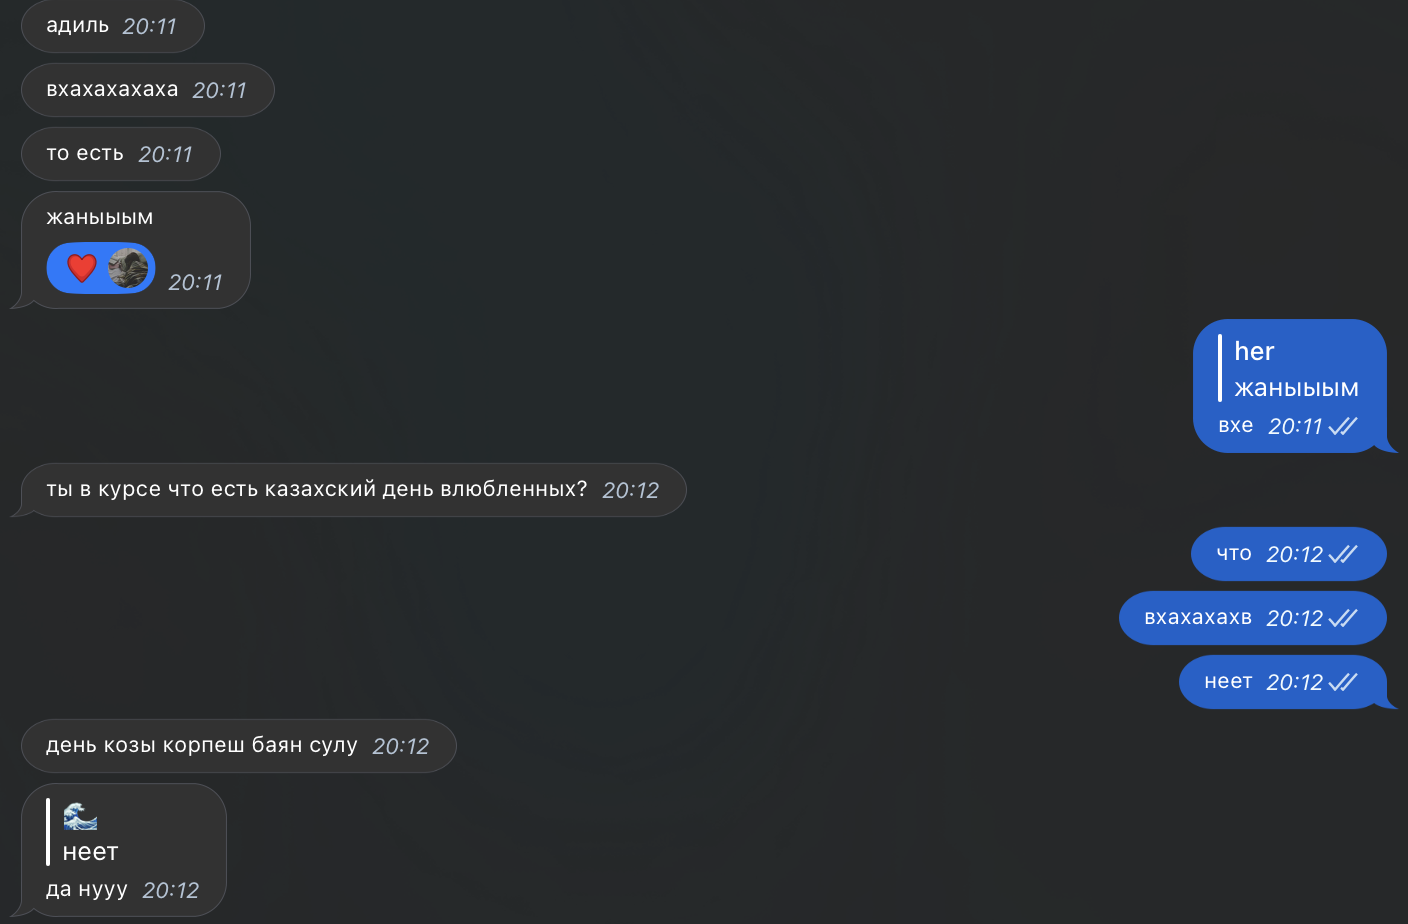 адиль 20:11
вхахахахаха 20:11
то есть 20:11
жаныыым
20:11
her
жаныыым
вхе 20:11
ты в курсе что есть казахский день влюбленных? 20:12
что 20:12
вхахахахв 20:12
неет 20:12
день козы корпеш баян сулу 20:12
неет
да нууу 20:12